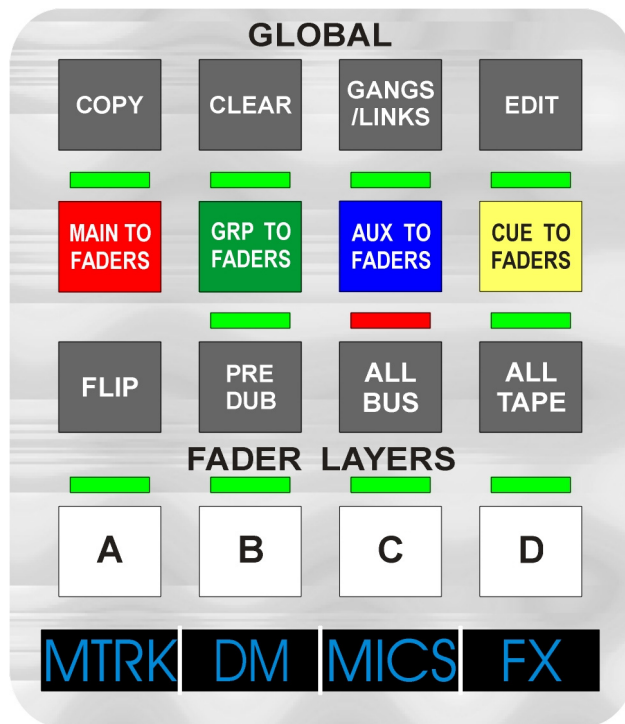 GLOBAL
COPY CLEAR GANGS EDIT
/LINKS
MAIN TO GRP TO AUX TO CUE TO
FADERS FADERS FADERS FADERS
FLIP PRE ALL ALL
DUB BUS TAPE
FADER LAYERS
A B C D
MTRK DM MICS FX